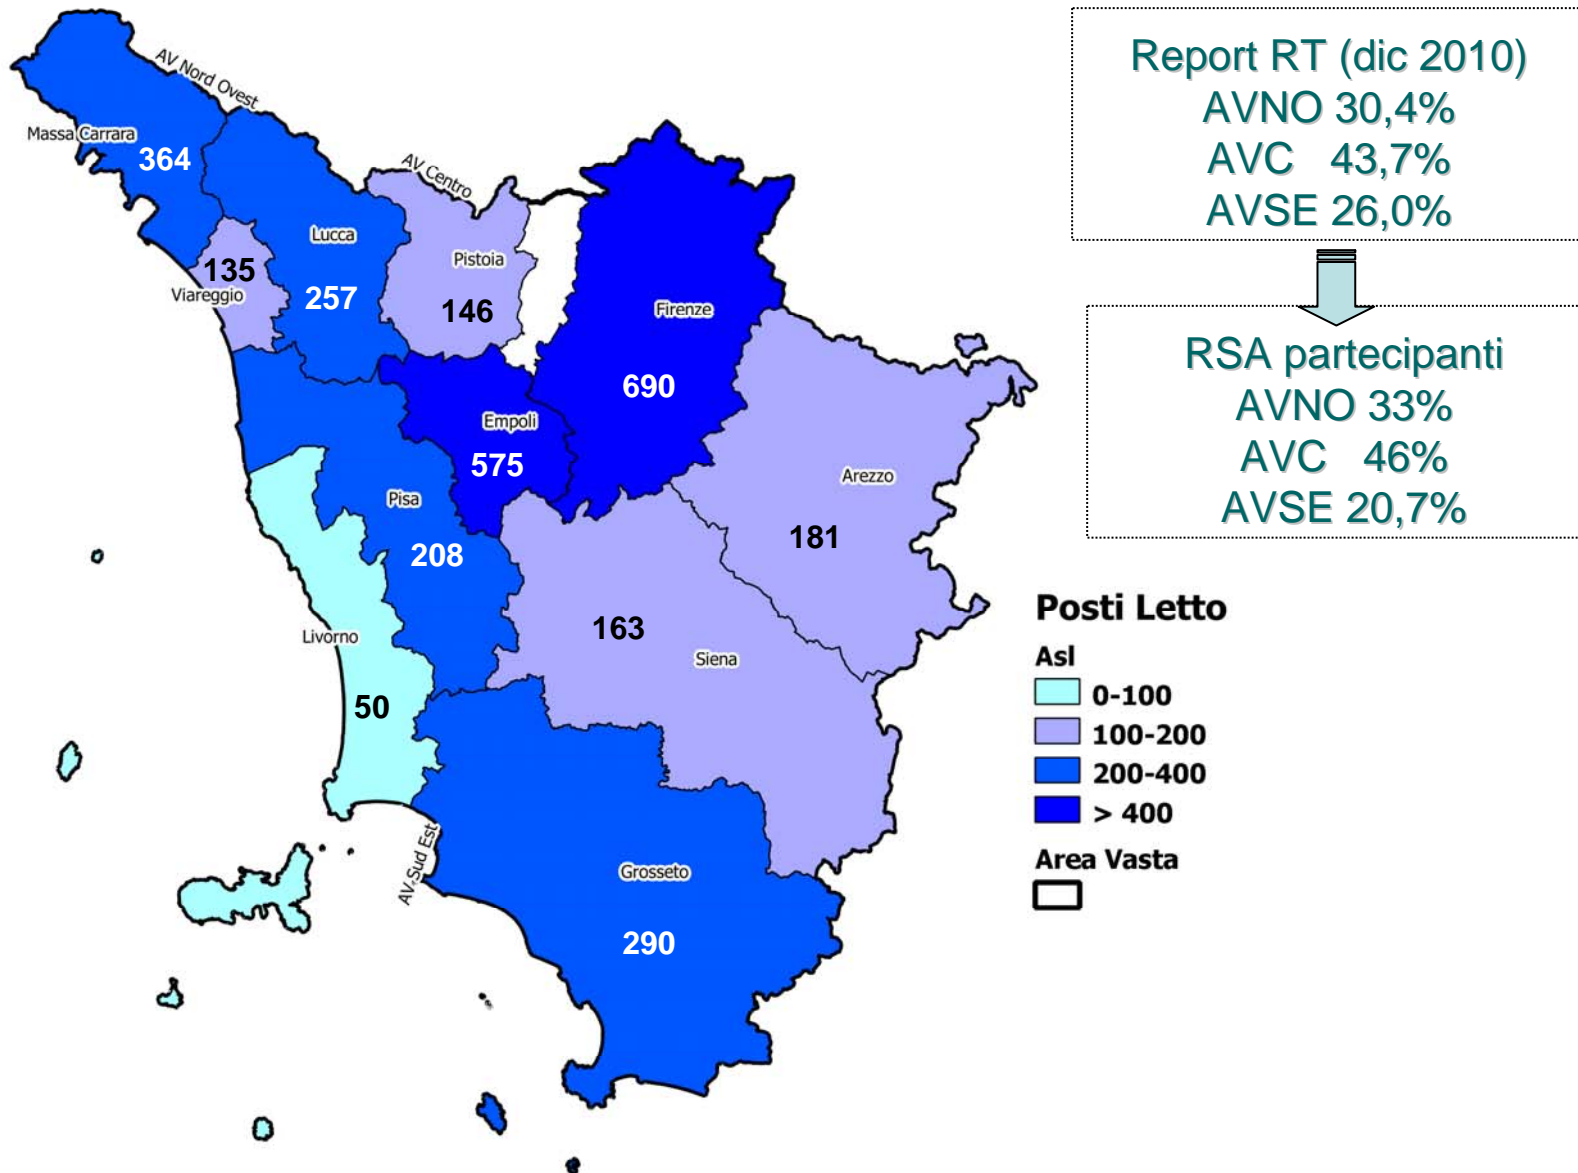 Report RT (dic 2010)
AVNO 30,4%
AVC 43,7%
AVSE 26,0%
RSA partecipanti
AVNO 33%
AVC 46%
AVSE 20,7%
AV Nord Ovest
Massa Carrara
364
AV Centro
Lucca
257
135
Viareggio
Pistoia
146
Firenze
690
Empoli
575
Arezzo
181
Pisa
208
Livorno
50
163
Siena
AV Sud Est
Grosseto
290
Posti Letto
Asl
0-100
100-200
200-400
> 400
Area Vasta